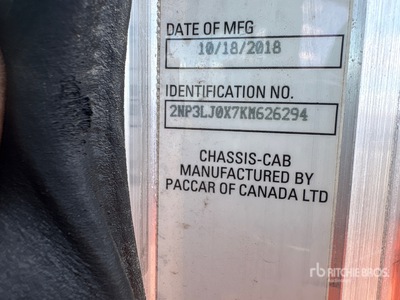 DATE OF MFG
10/18/2018
IDENTIFICATION NO.
2NP3LJ0X7KM626294
CHASSIS-CAB
MANUFACTURED BY
PACCAR OF CANADA LTD
rb RITCHIE BROS.